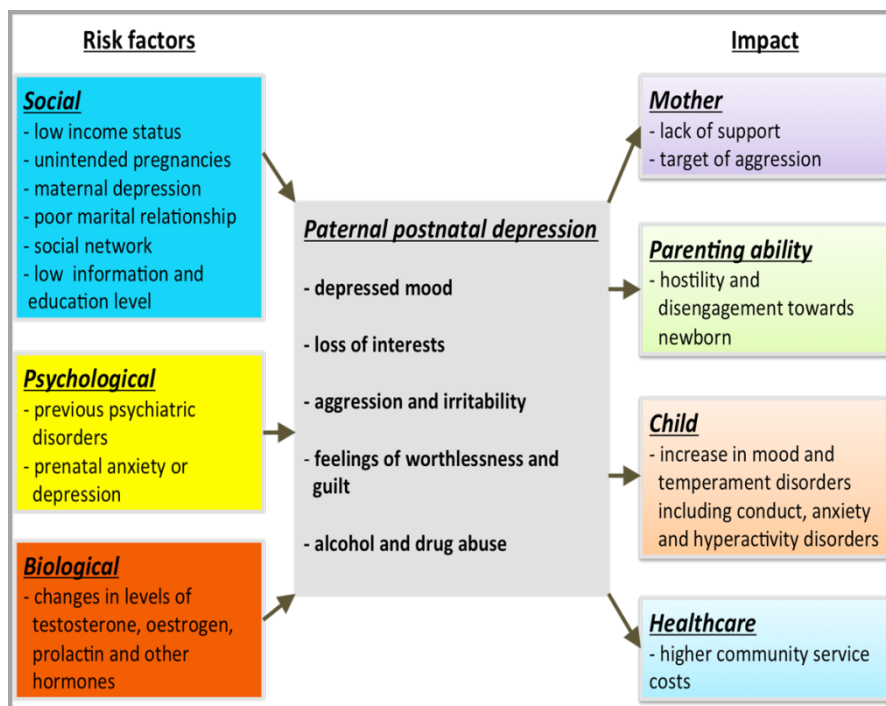 Risk factors
Social
- low income status
- unintended pregnancies
- maternal depression
- poor marital relationship
- social network
- low information and
education level
Psychological
- previous psychiatric
disorders
- prenatal anxiety or
depression
Biological
- changes in levels of
testosterone, oestrogen,
prolactin and other
hormones
Paternal postnatal depression
- depressed mood
- loss of interests
- aggression and irritability
- feelings of worthlessness and
guilt
- alcohol and drug abuse
Impact
Mother
- lack of support
- target of aggression
Parenting ability
- hostility and
disengagement towards
newborn
Child
- increase in mood and
temperament disorders
including conduct, anxiety
and hyperactivity disorders
Healthcare
- higher community service
costs